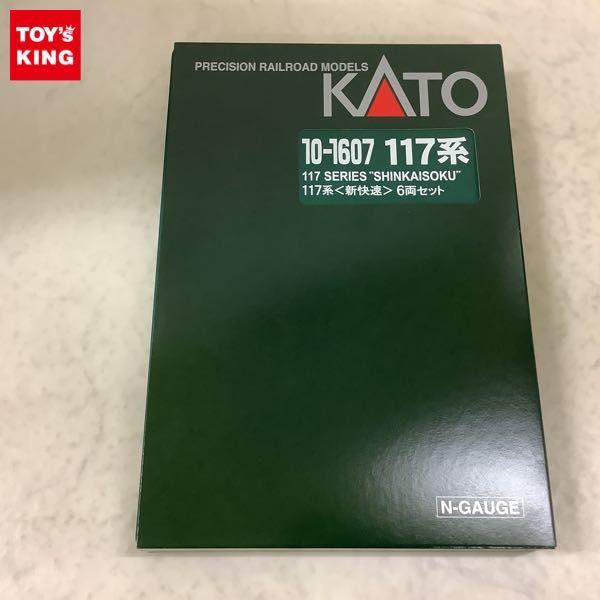 TOY's
KING
PRECISION RAILROAD MODELS
KATO
10-1607 117系
117 SERIES "SHINKAISOKU"
117系<新快速> 6両セット
N-GAUGE